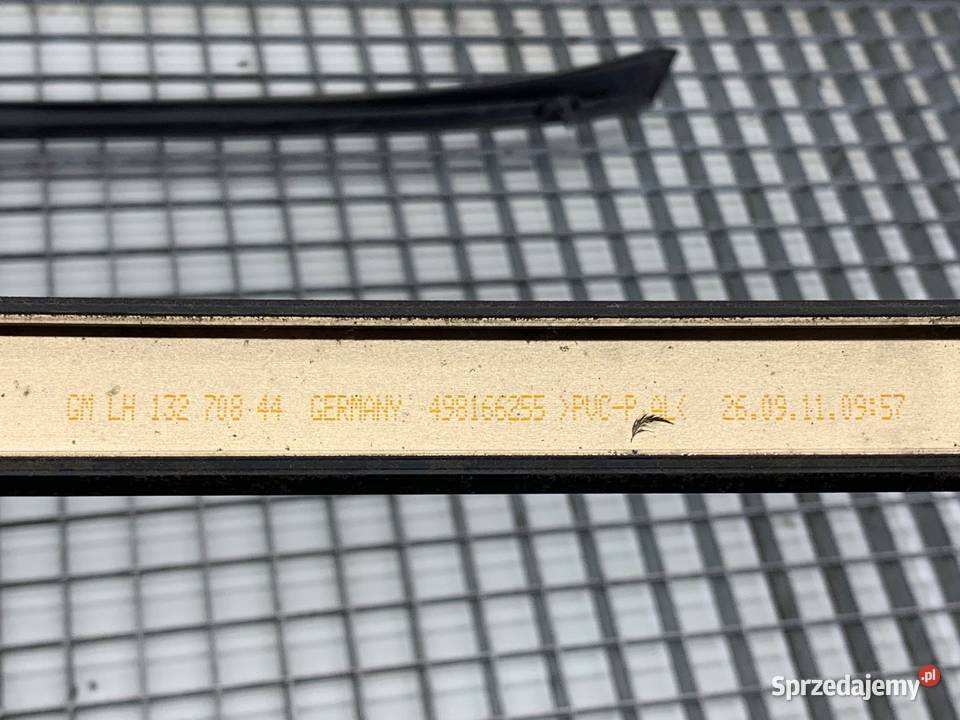 GM LH 132 708 44 GERMANY 498166255 >PVC-P AL< 26.09.11.09:57
Sprzedajemy.pl